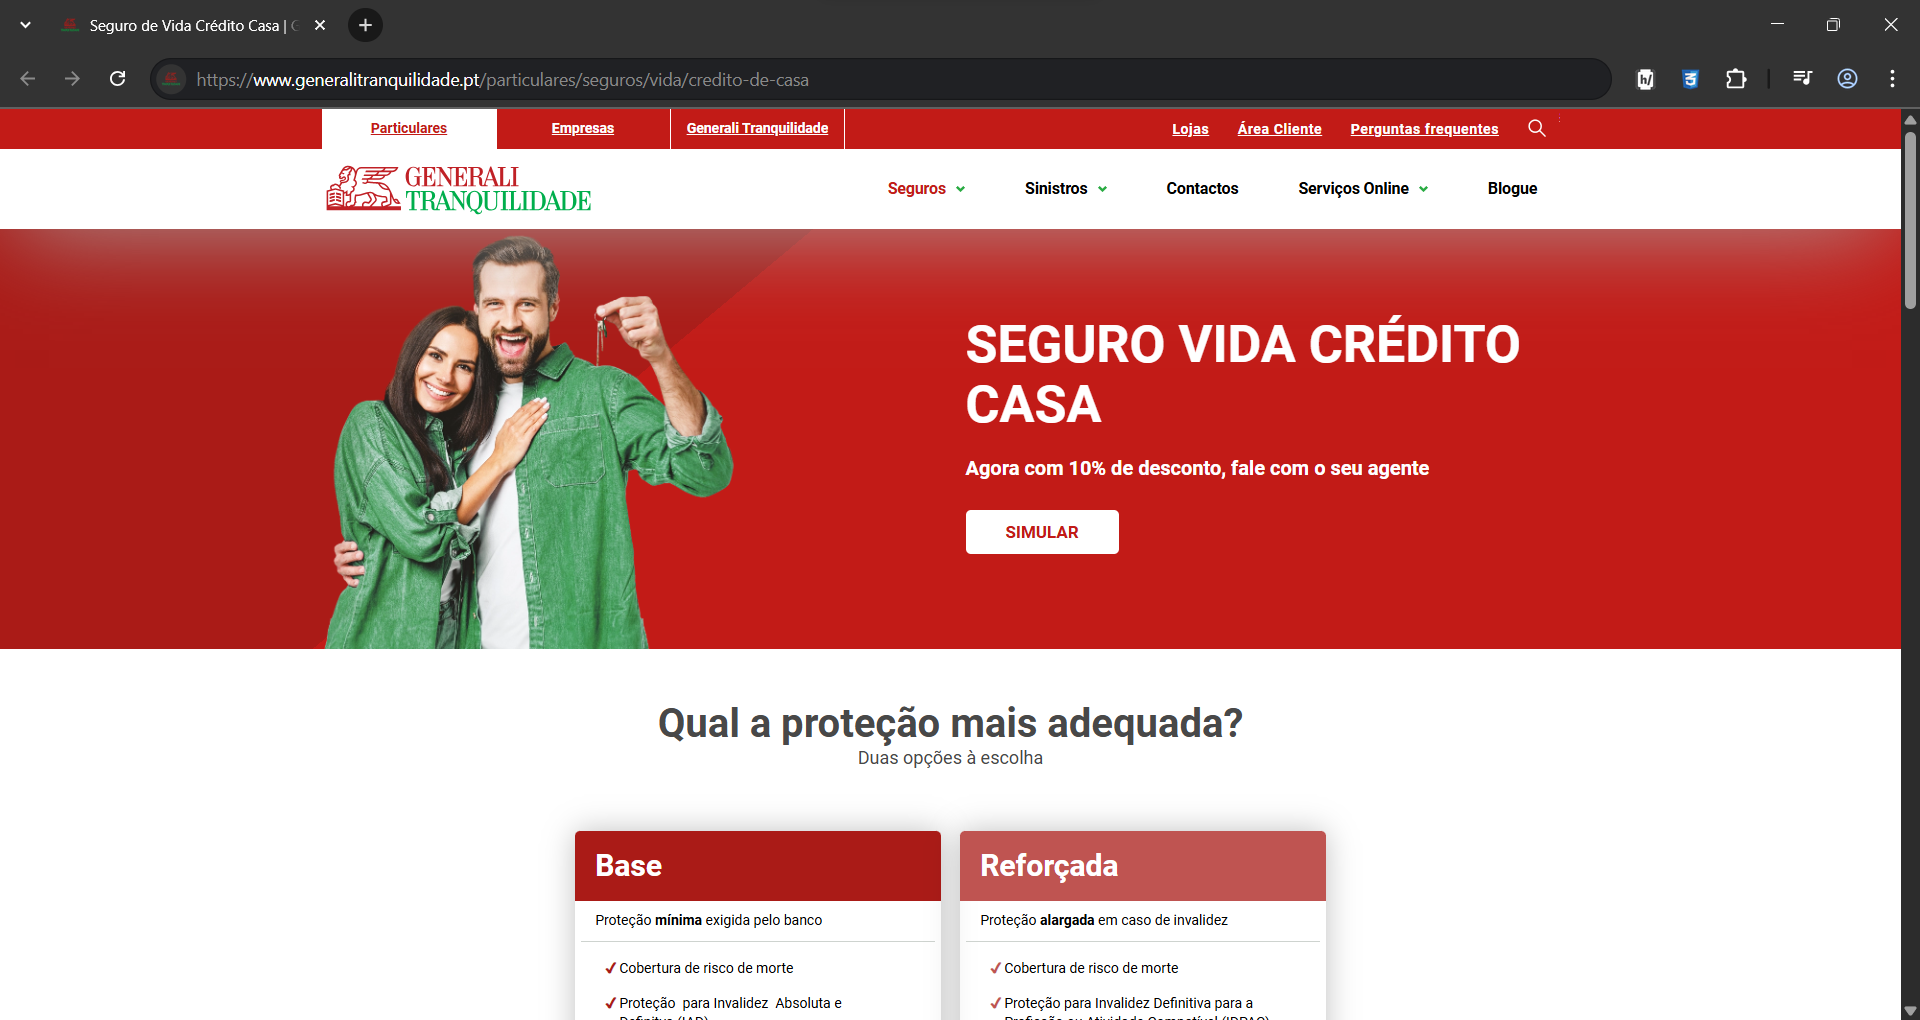 Seguro de Vida Crédito Casa | G
https://www.generalitranquilidade.pt/particulares/seguros/vida/credito-de-casa
Particulares
Empresas
Generali Tranquilidade
Lojas
Área Cliente
Perguntas frequentes
GENERALI
TRANQUILIDADE
Seguros
Sinistros
Contactos
Serviços Online
Blogue
SEGURO VIDA CRÉDITO
CASA
Agora com 10% de desconto, fale com o seu agente
SIMULAR
Qual a proteção mais adequada?
Duas opções à escolha
Base
Proteção mínima exigida pelo banco
Cobertura de risco de morte
Proteção para Invalidez Absoluta e
Reforçada
Proteção alargada em caso de invalidez
Cobertura de risco de morte
Proteção para Invalidez Definitiva para a